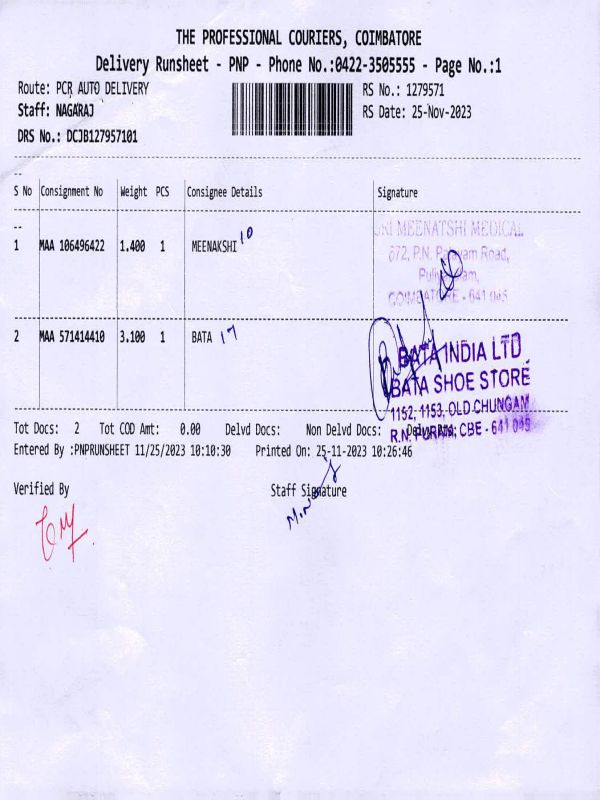 THE PROFESSIONAL COURIERS, COIMBATORE
Delivery Runsheet - PNP - Phone No.:0422-3505555 - Page No.:1
Route: PCR AUTO DELIVERY RS No.: 1279571
Staff: NAGARAJ RS Date: 25-Nov-2023
DRS No.: DCJB127957101
--
S No Consignment No Weight PCS Consignee Details Signature
--
1 MAA 106496422 1.400 1 MEENAKSHI 10
SRI MEENATSHI MEDICAL
672, P.N. Road,
COIMBATORE - 641 045
2 MAA 571414410 3.100 1 BATA 17
BATA INDIA LTD
BATA SHOE STORE
1152, 1153, OLD CHUNGAM
R.N. PURAM, CBE - 641 045
Tot Docs: 2 Tot COD Amt: 0.00 Delvd Docs: Non Delvd Docs:
Entered By :PNPRUNSHEET 11/25/2023 10:10:30 Printed On: 25-11-2023 10:26:46
Verified By Staff Signature